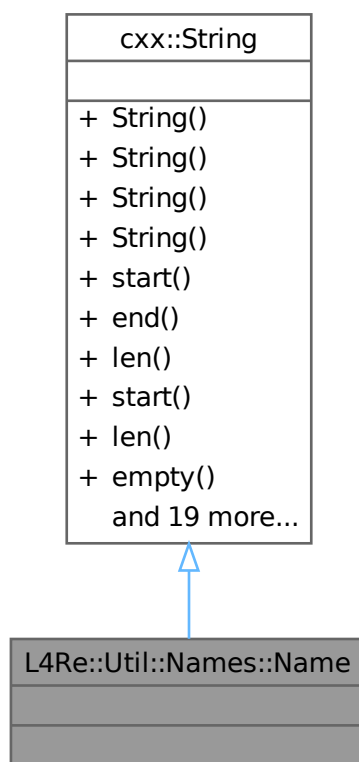 cxx::String
+ String()
+ String()
+ String()
+ String()
+ start()
+ end()
+ len()
+ start()
+ len()
+ empty()
and 19 more...
L4Re::Util::Names::Name